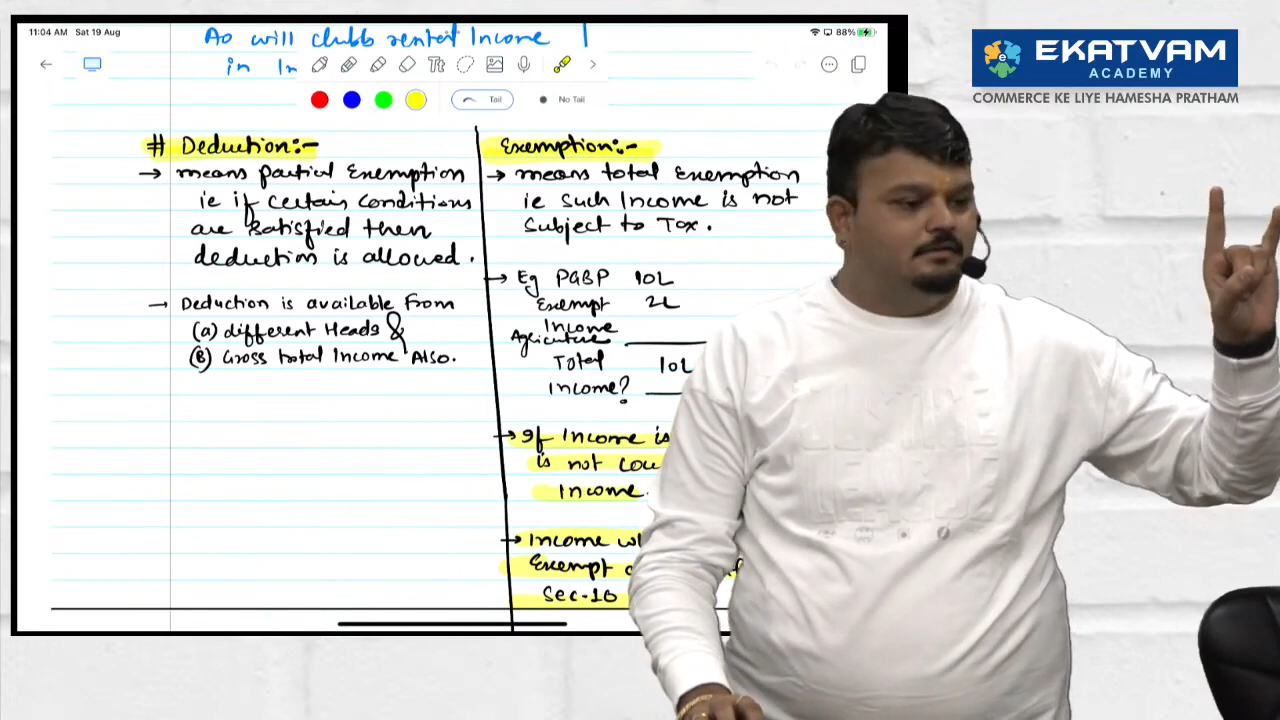 11:04 AM Sat 19 Aug
88%
Ao will clubb rented Income
in In
Tail
No Tail
# Deduction:-
→ means partial Exemption
ie if certain conditions
are satisfied then
deduction is allowed.
→ Deduction is available from
(a) different Heads &
(B) Gross total Income Also.
Exemption:-
→ means total Exemption
ie such Income is not
subject to Tax.
→ Eg PGBP 10L
Exempt 2L
Income
Agriculture
Total 10L
Income?
→ If Income is
is not cou
Income.
→ Income wh
Exempt
Sec-10
EKATVAM
ACADEMY
COMMERCE KE LIYE HAMESHA PRATHAM